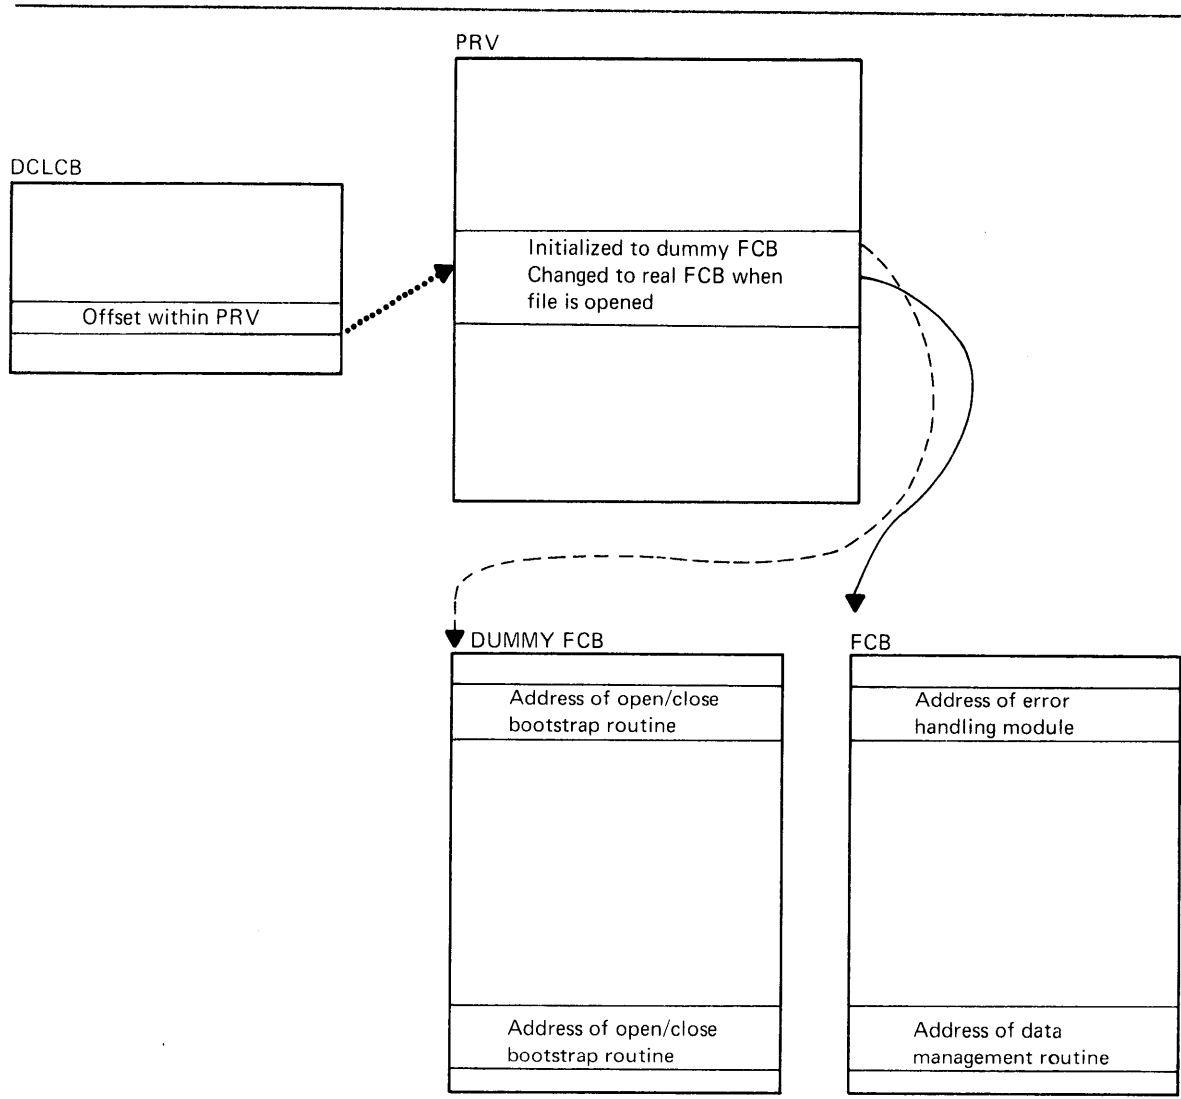 PRV
DCLCB
Initialized to dummy FCB
Changed to real FCB when
file is opened
Offset within PRV
DUMMY FCB
Address of open/close
bootstrap routine
Address of open/close
bootstrap routine
FCB
Address of error
handling module
Address of data
management routine